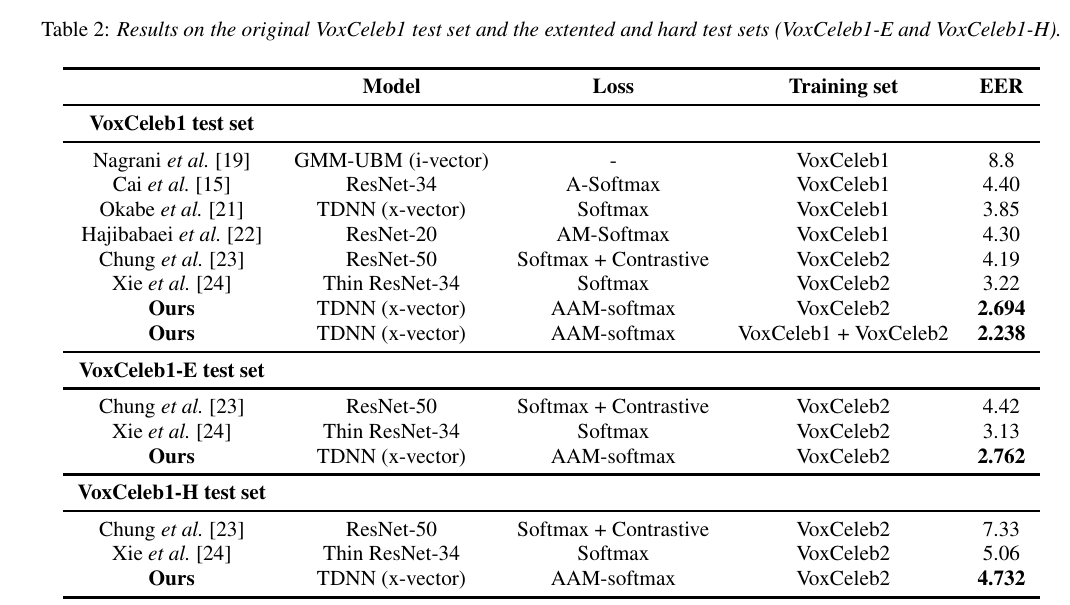 Table 2: Results on the original VoxCeleb1 test set and the extented and hard test sets (VoxCeleb1-E and VoxCeleb1-H).
Model Loss Training set EER
VoxCeleb1 test set
Nagrani et al. [19] GMM-UBM (i-vector) - VoxCeleb1 8.8
Cai et al. [15] ResNet-34 A-Softmax VoxCeleb1 4.40
Okabe et al. [21] TDNN (x-vector) Softmax VoxCeleb1 3.85
Hajibabaei et al. [22] ResNet-20 AM-Softmax VoxCeleb1 4.30
Chung et al. [23] ResNet-50 Softmax + Contrastive VoxCeleb2 4.19
Xie et al. [24] Thin ResNet-34 Softmax VoxCeleb2 3.22
Ours TDNN (x-vector) AAM-softmax VoxCeleb2 2.694
Ours TDNN (x-vector) AAM-softmax VoxCeleb1 + VoxCeleb2 2.238
VoxCeleb1-E test set
Chung et al. [23] ResNet-50 Softmax + Contrastive VoxCeleb2 4.42
Xie et al. [24] Thin ResNet-34 Softmax VoxCeleb2 3.13
Ours TDNN (x-vector) AAM-softmax VoxCeleb2 2.762
VoxCeleb1-H test set
Chung et al. [23] ResNet-50 Softmax + Contrastive VoxCeleb2 7.33
Xie et al. [24] Thin ResNet-34 Softmax VoxCeleb2 5.06
Ours TDNN (x-vector) AAM-softmax VoxCeleb2 4.732